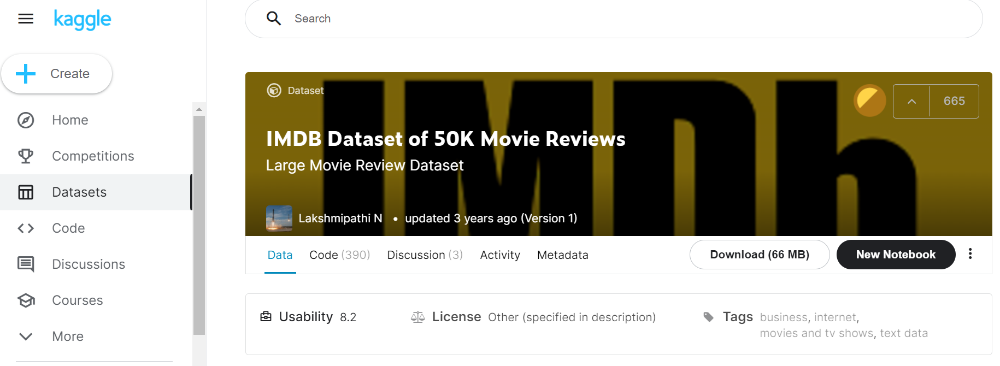 kaggle
Search
Create
Home
Competitions
Datasets
Code
Discussions
Courses
More
IMDb
Dataset
665
IMDB Dataset of 50K Movie Reviews
Large Movie Review Dataset
Lakshmipathi N • updated 3 years ago (Version 1)
Data Code (390) Discussion (3) Activity Metadata Download (66 MB) New Notebook
Usability 8.2 License Other (specified in description) Tags business, internet,
movies and tv shows, text data